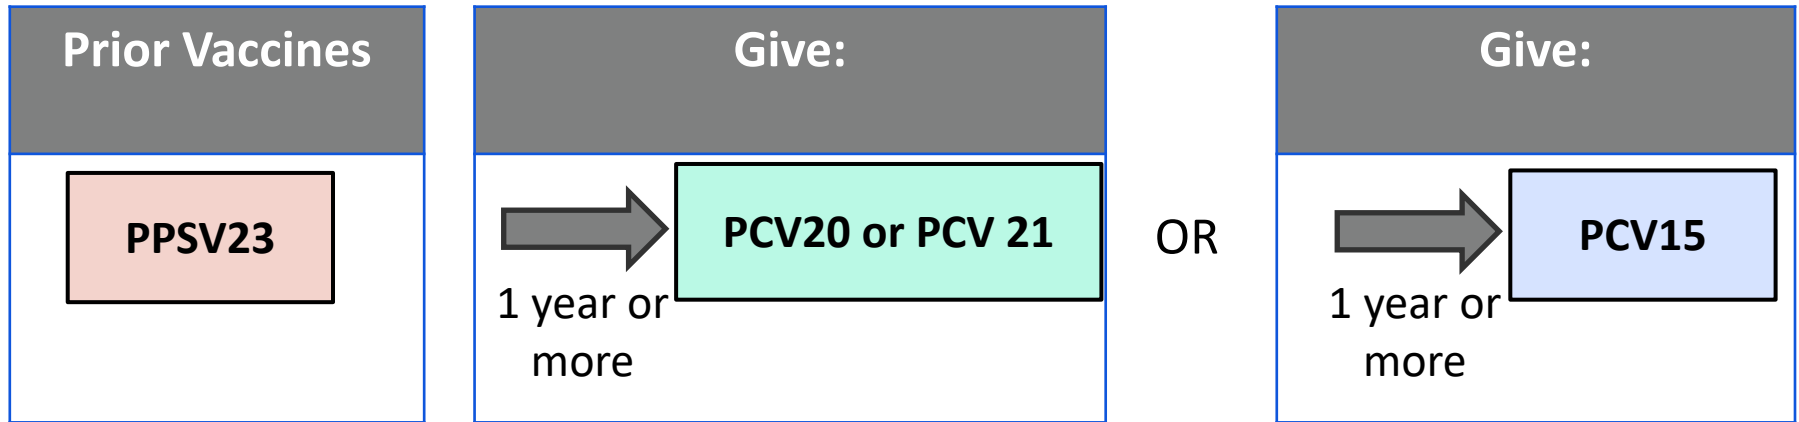 Prior Vaccines
Give:
Give:
PPSV23
PCV20 or PCV 21
1 year or
more
OR
PCV15
1 year or
more